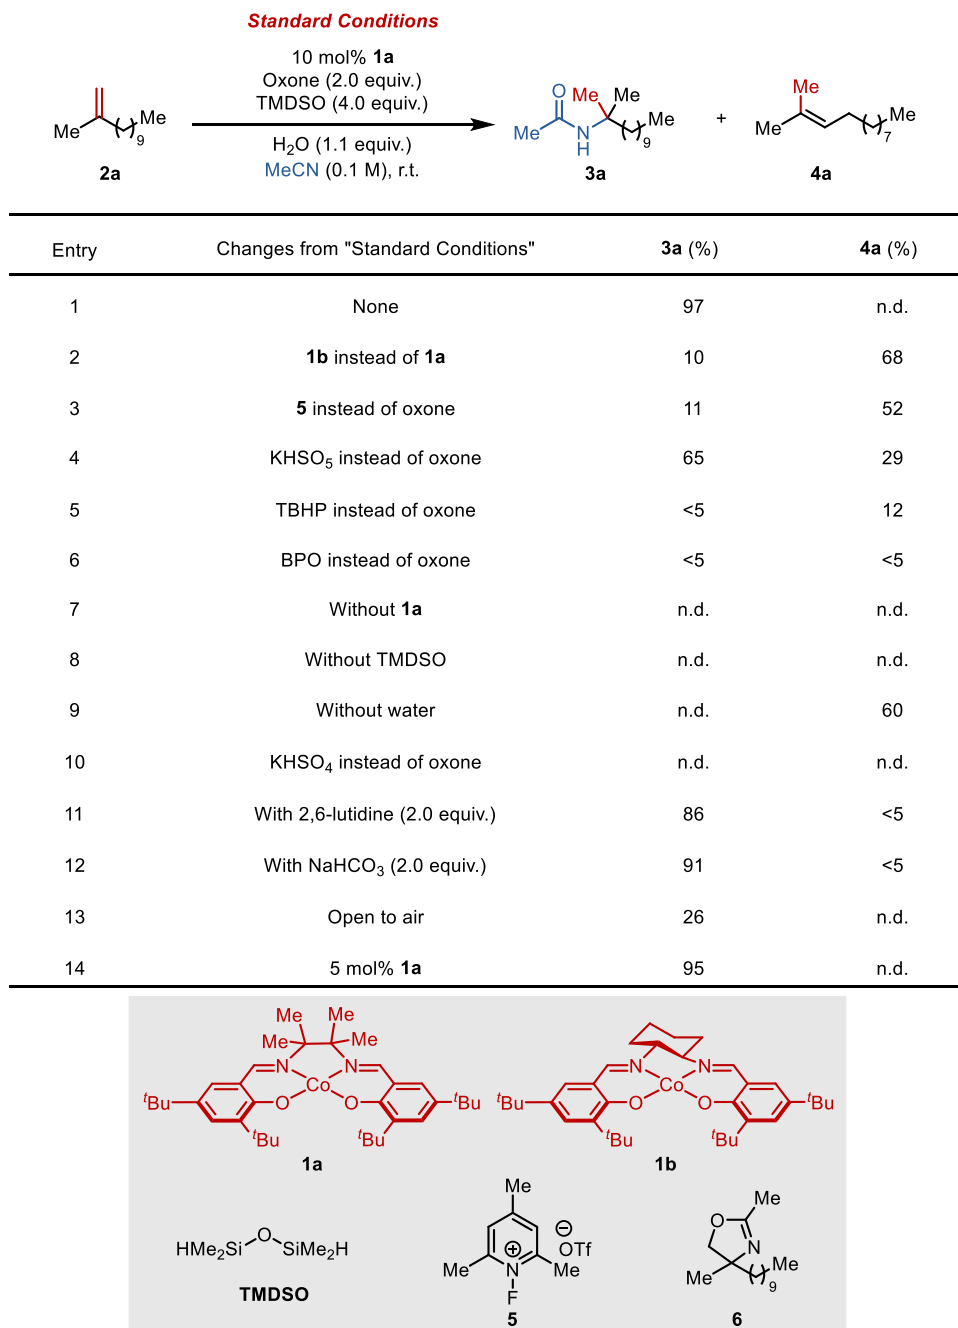 Standard Conditions
10 mol% 1a
Oxone (2.0 equiv.)
TMDSO (4.0 equiv.)
H₂O (1.1 equiv.)
MeCN (0.1 M), r.t.
Me ( )9 Me
2a
O Me Me
Me N H ( )9 Me
3a
+
Me
Me ( )7 Me
4a
Entry Changes from "Standard Conditions" 3a (%) 4a (%)
1 None 97 n.d.
2 1b instead of 1a 10 68
3 5 instead of oxone 11 52
4 KHSO₅ instead of oxone 65 29
5 TBHP instead of oxone <5 12
6 BPO instead of oxone <5 <5
7 Without 1a n.d. n.d.
8 Without TMDSO n.d. n.d.
9 Without water n.d. 60
10 KHSO₄ instead of oxone n.d. n.d.
11 With 2,6-lutidine (2.0 equiv.) 86 <5
12 With NaHCO₃ (2.0 equiv.) 91 <5
13 Open to air 26 n.d.
14 5 mol% 1a 95 n.d.
Me Me
Me Me
N N
Co
ᵗBu O O ᵗBu
ᵗBu ᵗBu
1a
N N
Co
ᵗBu O O ᵗBu
ᵗBu ᵗBu
1b
O
HMe₂Si SiMe₂H
TMDSO
Me
⊖
OTf
⊕
Me N Me
F
5
Me
O
N
Me ( )9 Me
6